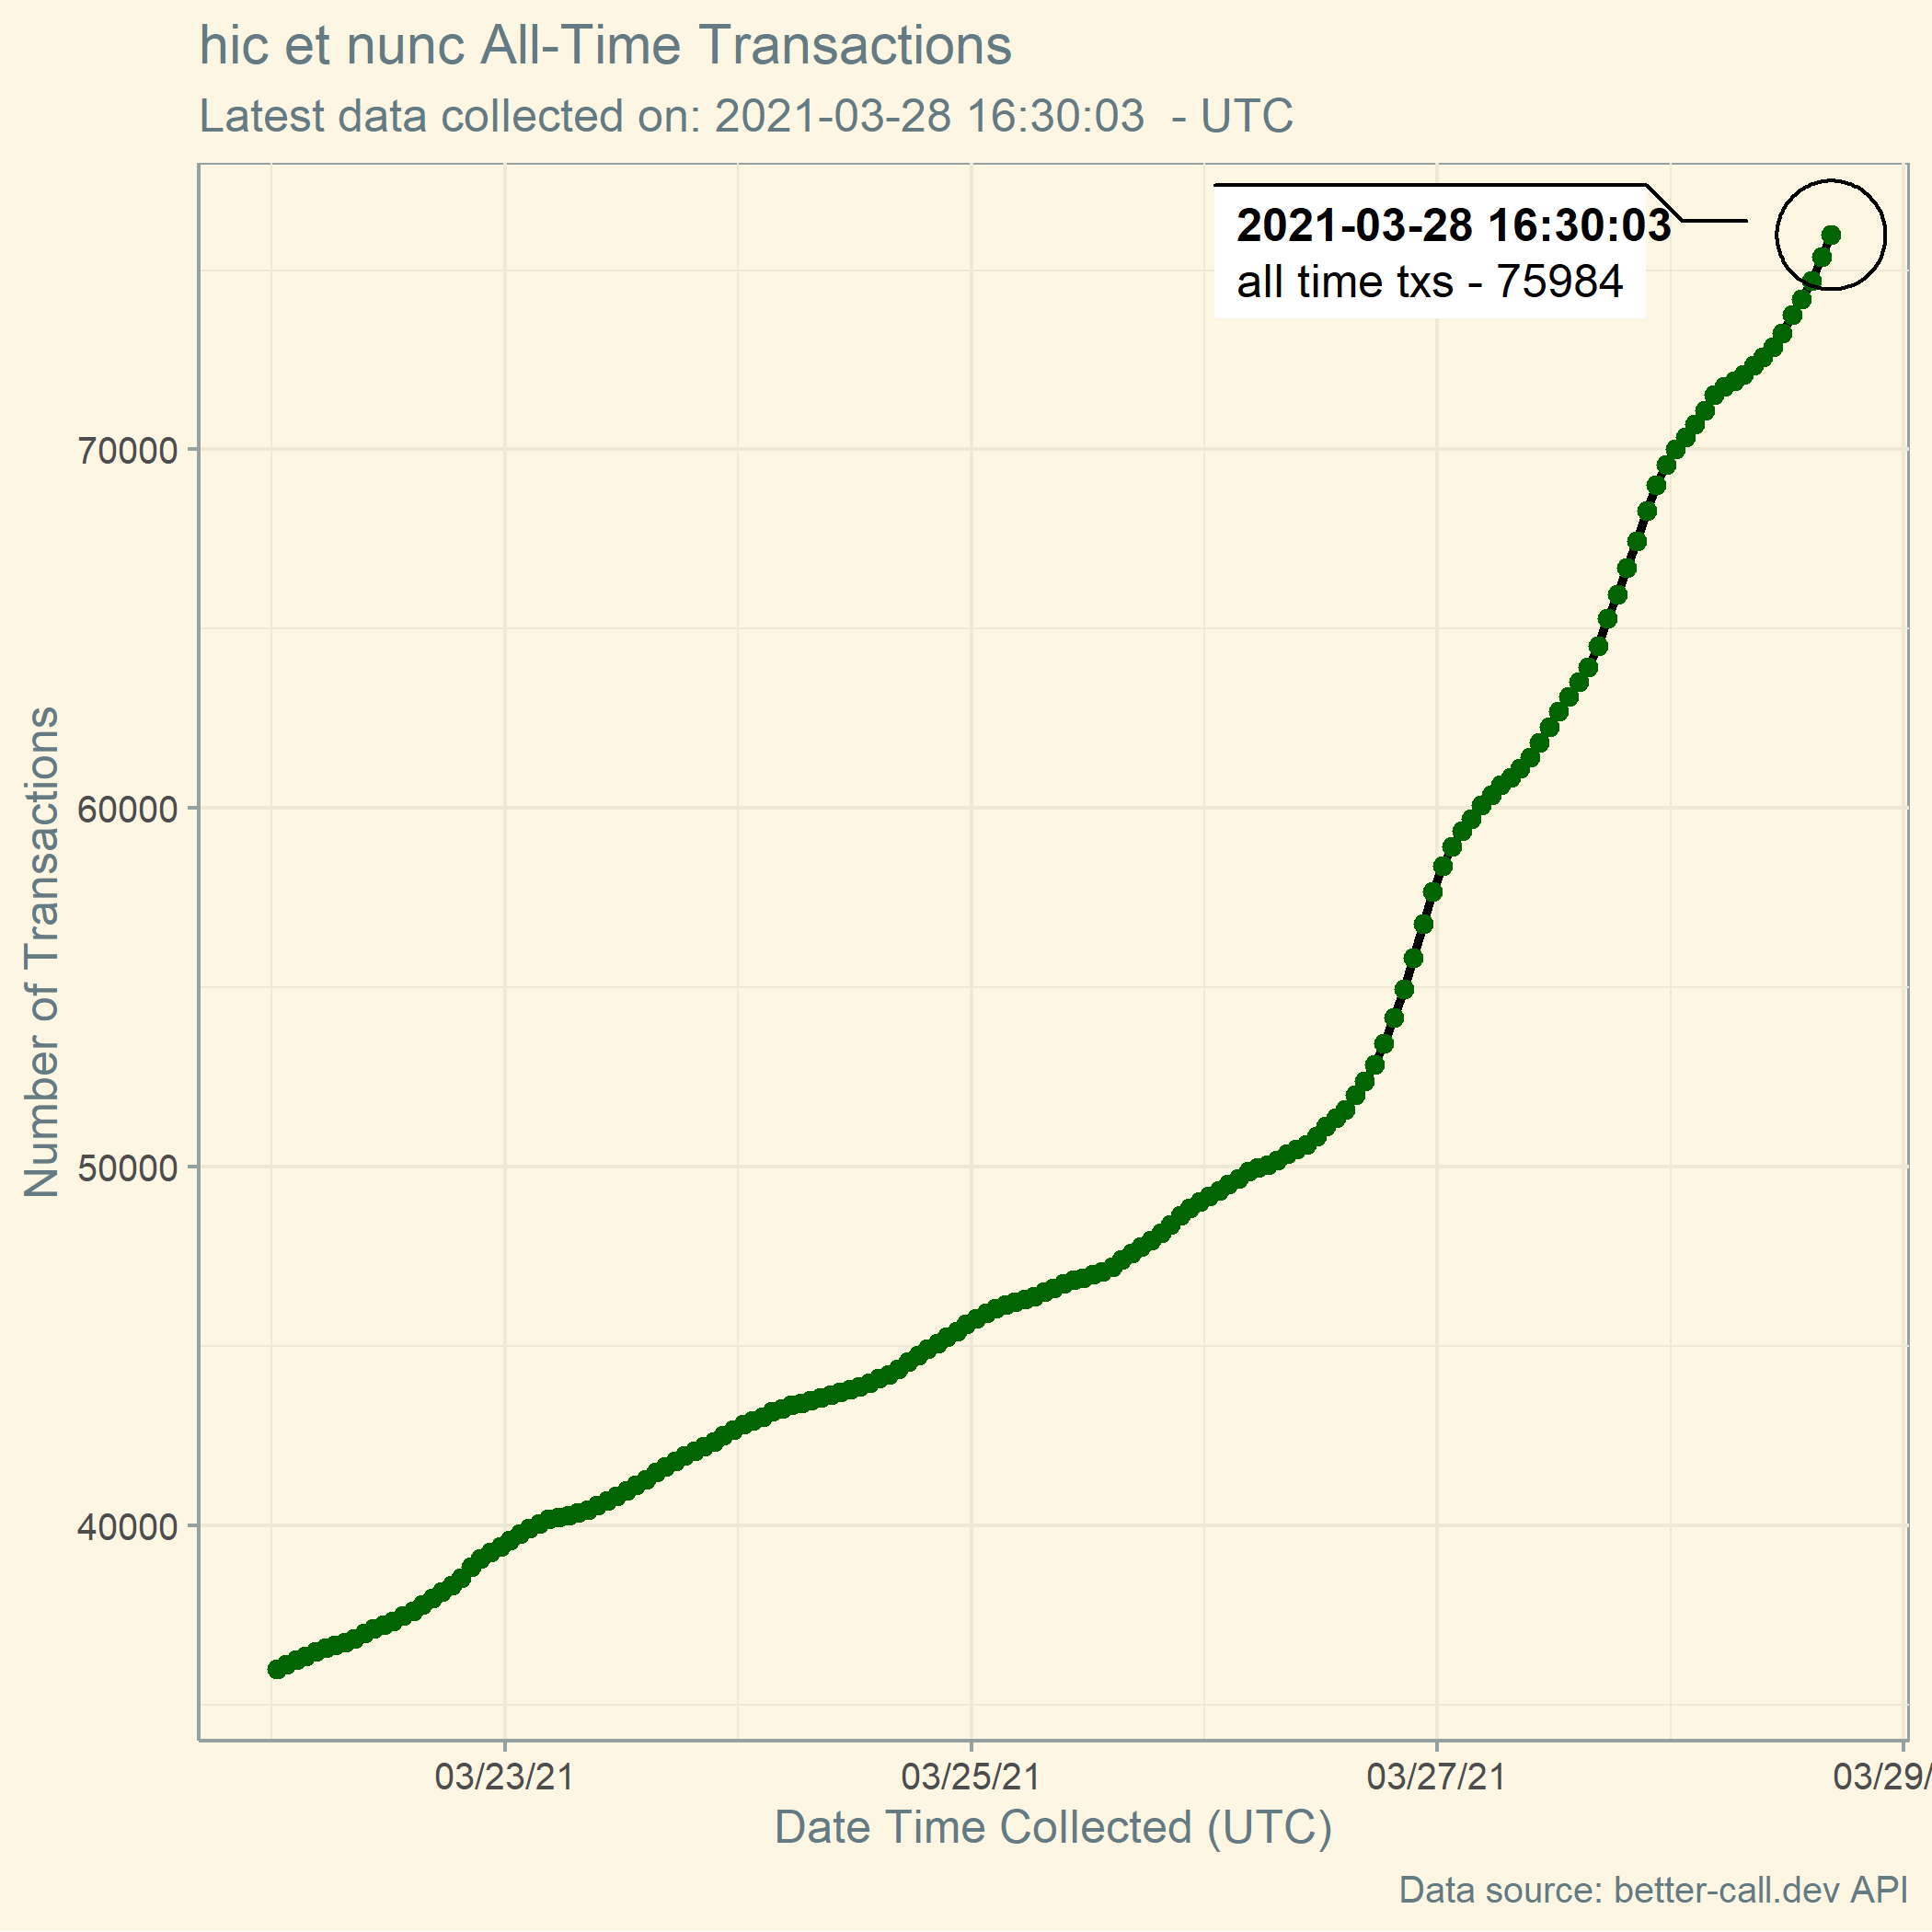 hic et nunc All-Time Transactions
Latest data collected on: 2021-03-28 16:30:03  - UTC
2021-03-28 16:30:03
all time txs - 75984
Number of Transactions
70000
60000
50000
40000
03/23/21
03/25/21
03/27/21
03/29/
Date Time Collected (UTC)
Data source: better-call.dev API